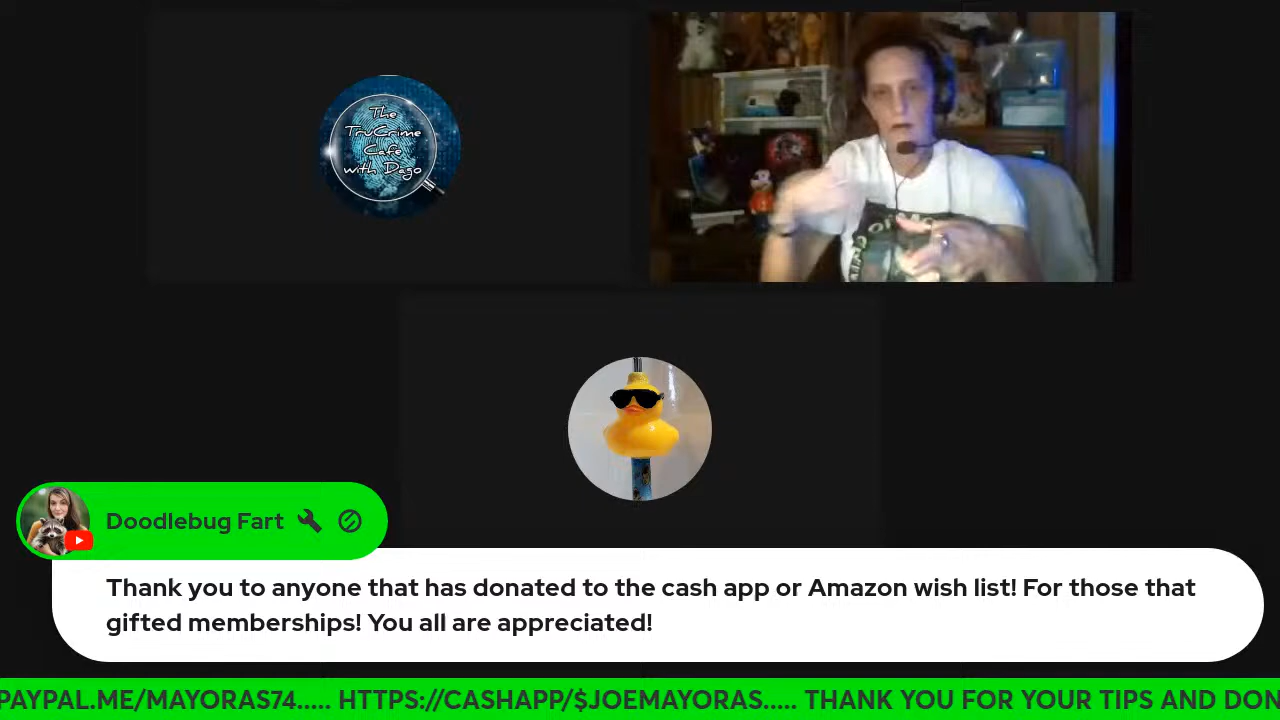 The
TruCrime
Cafe
with Dago
Doodlebug Fart
Thank you to anyone that has donated to the cash app or Amazon wish list! For those that
gifted memberships! You all are appreciated!
PAYPAL.ME/MAYORAS74..... HTTPS://CASHAPP/$JOEMAYORAS..... THANK YOU FOR YOUR TIPS AND DON